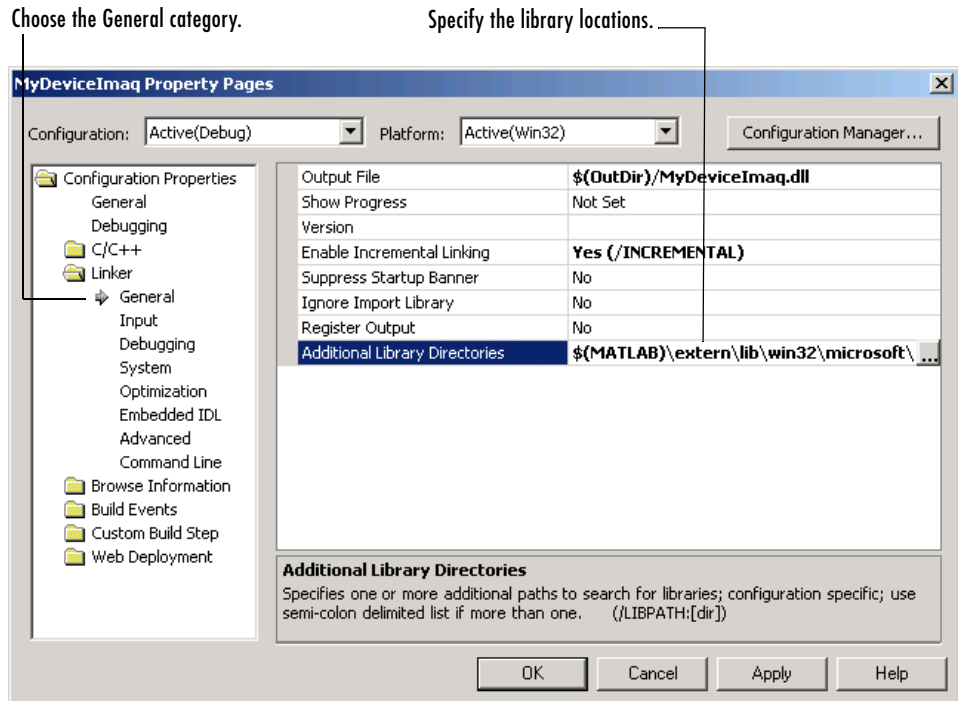 Choose the General category.
Specify the library locations.
MyDeviceImaq Property Pages
Configuration: Active(Debug) Platform: Active(Win32) Configuration Manager...
Configuration Properties
General
Debugging
C/C++
Linker
General
Input
Debugging
System
Optimization
Embedded IDL
Advanced
Command Line
Browse Information
Build Events
Custom Build Step
Web Deployment
Output File $(OutDir)/MyDeviceImaq.dll
Show Progress Not Set
Version
Enable Incremental Linking Yes (/INCREMENTAL)
Suppress Startup Banner No
Ignore Import Library No
Register Output No
Additional Library Directories $(MATLAB)\extern\lib\win32\microsoft\ ...
Additional Library Directories
Specifies one or more additional paths to search for libraries; configuration specific; use
semi-colon delimited list if more than one. (/LIBPATH:[dir])
OK Cancel Apply Help